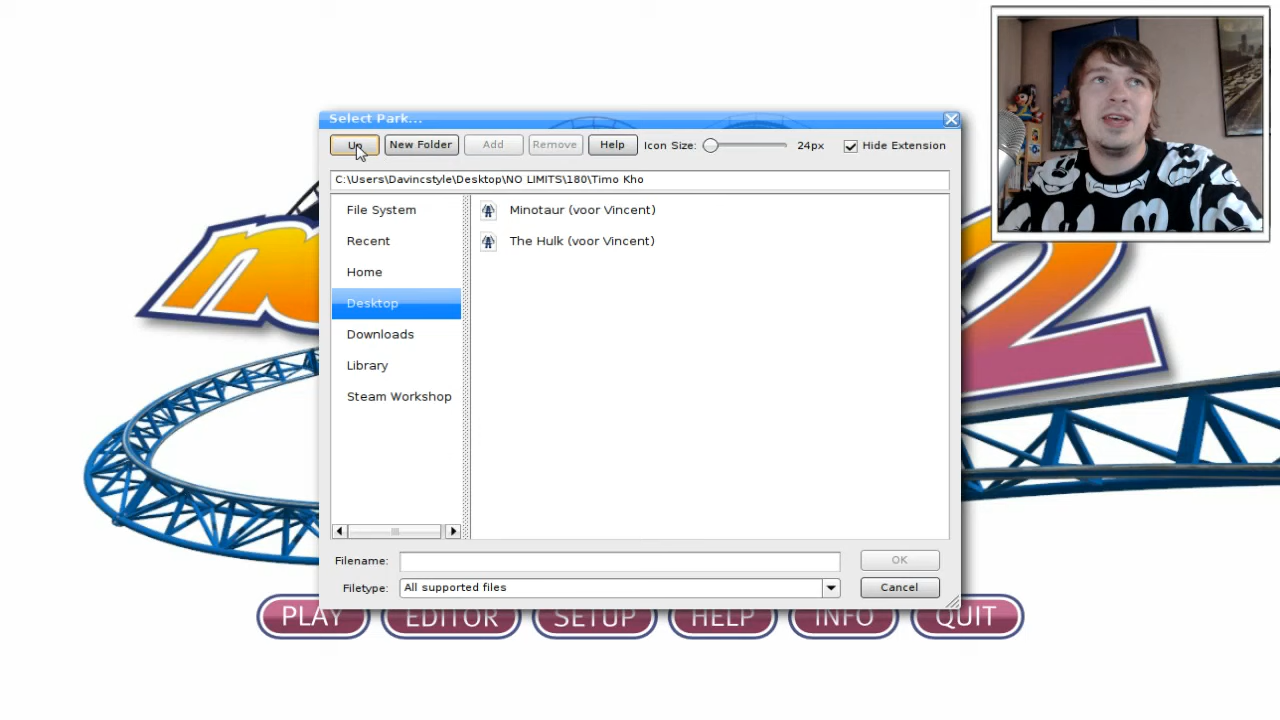 Select Park...
Up
New Folder
Add
Remove
Help
Icon Size:
24px
Hide Extension
C:\Users\Davincstyle\Desktop\NO LIMITS\180\Timo Kho
File System
Recent
Home
Desktop
Downloads
Library
Steam Workshop
Minotaur (voor Vincent)
The Hulk (voor Vincent)
Filename:
OK
Filetype:
All supported files
Cancel
2
PLAY
EDITOR
SETUP
HELP
INFO
QUIT